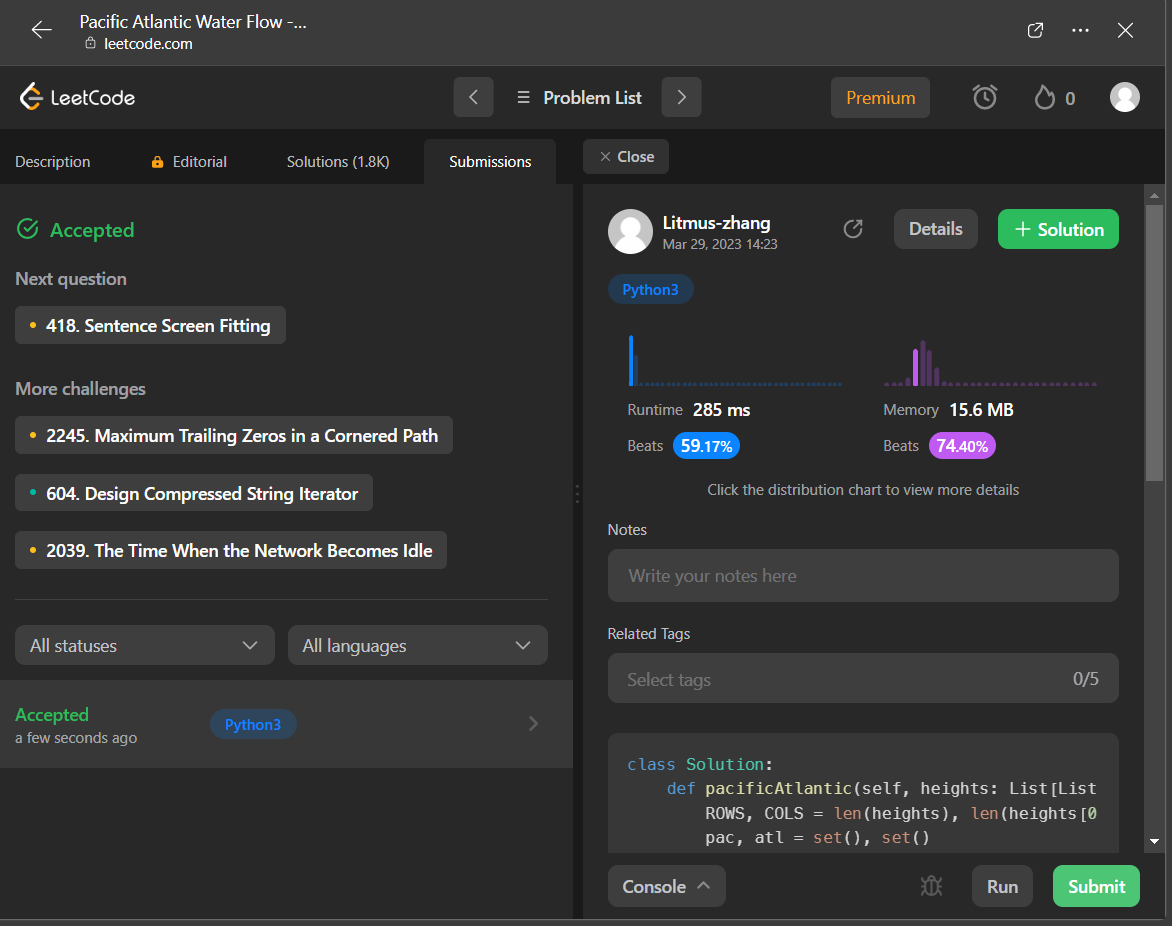 Pacific Atlantic Water Flow -...
leetcode.com
LeetCode
Problem List
Premium
0
Description
Editorial
Solutions (1.8K)
Submissions
Close
Accepted
Next question
418. Sentence Screen Fitting
More challenges
2245. Maximum Trailing Zeros in a Cornered Path
604. Design Compressed String Iterator
2039. The Time When the Network Becomes Idle
All statuses
All languages
Accepted
a few seconds ago
Python3
Litmus-zhang
Mar 29, 2023 14:23
Details
+ Solution
Python3
Runtime 285 ms
Beats 59.17%
Memory 15.6 MB
Beats 74.40%
Click the distribution chart to view more details
Notes
Write your notes here
Related Tags
Select tags
0/5
class Solution:
def pacificAtlantic(self, heights: List[List
ROWS, COLS = len(heights), len(heights[0
pac, atl = set(), set()
Console
Run
Submit